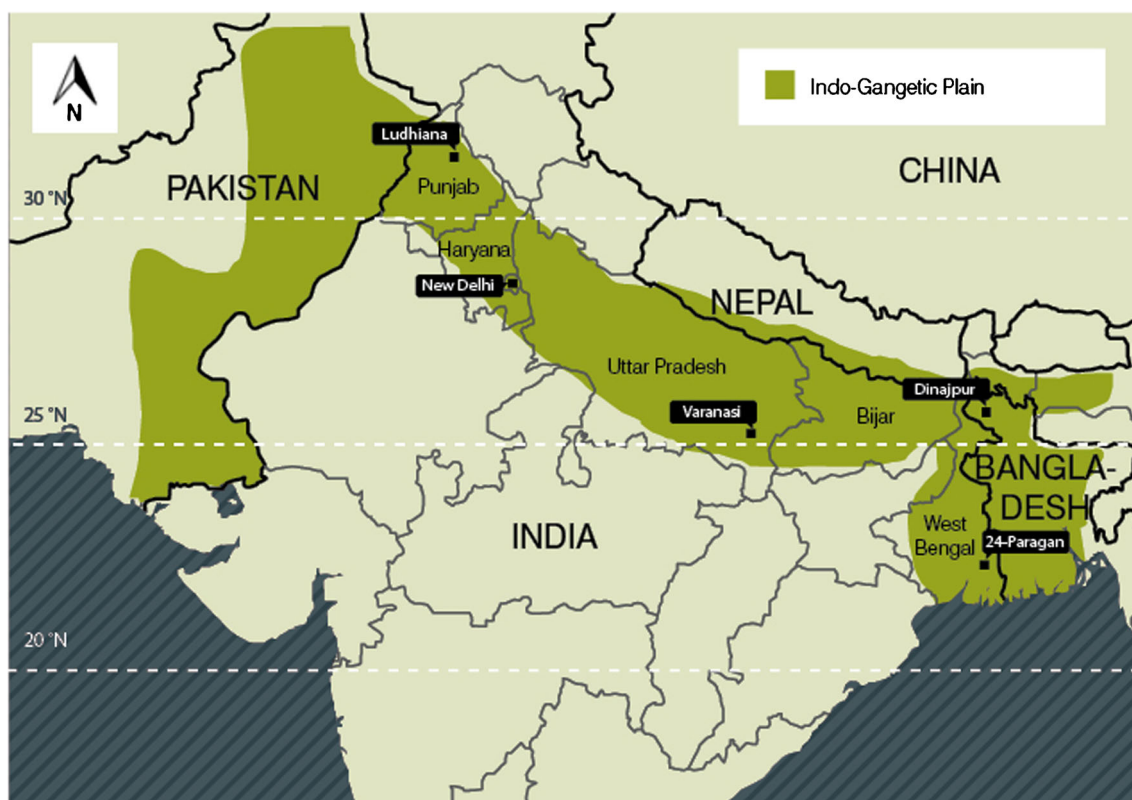 N
Indo-Gangetic Plain
Ludhiana
CHINA
PAKISTAN
Punjab
30 °N
Haryana
New Delhi
NEPAL
Uttar Pradesh
Dinajpur
Varanasi
Bijar
25 °N
BANGLA-
DESH
INDIA
West
Bengal
24-Paragan
20 °N